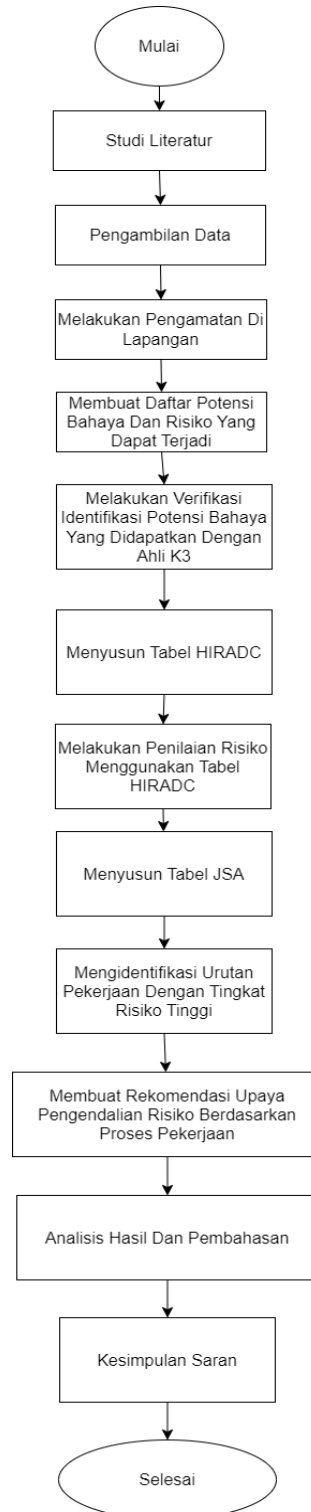 Mulai
Studi Literatur
Pengambilan Data
Melakukan Pengamatan Di
Lapangan
Membuat Daftar Potensi
Bahaya Dan Risiko Yang
Dapat Terjadi
Melakukan Verifikasi
Identifikasi Potensi Bahaya
Yang Didapatkan Dengan
Ahli K3
Menyusun Tabel HIRADC
Melakukan Penilaian Risiko
Menggunakan Tabel
HIRADC
Menyusun Tabel JSA
Mengidentifikasi Urutan
Pekerjaan Dengan Tingkat
Risiko Tinggi
Membuat Rekomendasi Upaya
Pengendalian Risiko Berdasarkan
Proses Pekerjaan
Analisis Hasil Dan Pembahasan
Kesimpulan Saran
Selesai